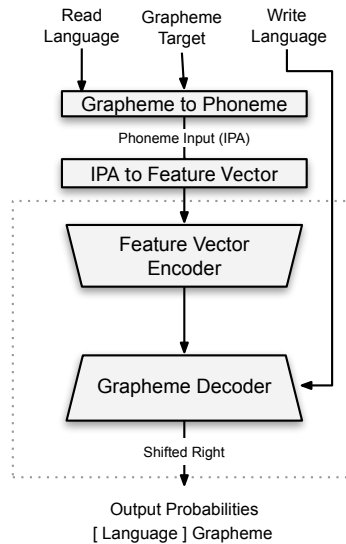 Read
Language
Grapheme
Target
Write
Language
Grapheme to Phoneme
Phoneme Input (IPA)
IPA to Feature Vector
Feature Vector
Encoder
Grapheme Decoder
Shifted Right
Output Probabilities
[ Language ] Grapheme